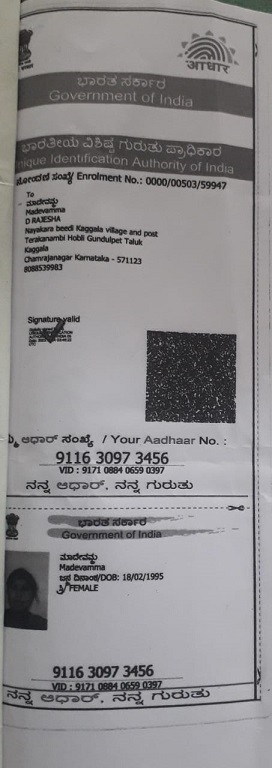 आधार
ಭಾರತ ಸರ್ಕಾರ
Government of India
ಭಾರತೀಯ ವಿಶಿಷ್ಟ ಗುರುತು ಪ್ರಾಧಿಕಾರ
nique Identification Authority of India
ಸಂಖ್ಯೆ/ Enrolment No.: 0000/00503/59947
To
ಮಾದೇವಮ್ಮ
Madevamma
D RAJESHA
Nayakara beedi Kaggala village and post
Terakanambi Hobli Gundulpet Taluk
Kaggala
Chamrajanagar Karnataka - 571123
8088539983
Signature valid
ಆಧಾರ್ ಸಂಖ್ಯೆ / Your Aadhaar No. :
9116 3097 3456
VID : 9171 0884 0659 0397
ನನ್ನ ಆಧಾರ್, ನನ್ನ ಗುರುತು
ಭಾರತ ಸರ್ಕಾರ
Government of India
ಮಾದೇವಮ್ಮ
Madevamma
ಜನ್ಮ ದಿನಾಂಕ/DOB: 18/02/1995
ಸ್ತ್ರೀ/ FEMALE
9116 3097 3456
VID : 9171 0884 0659 0397
ನನ್ನ ಆಧಾರ್, ನನ್ನ ಗುರುತು